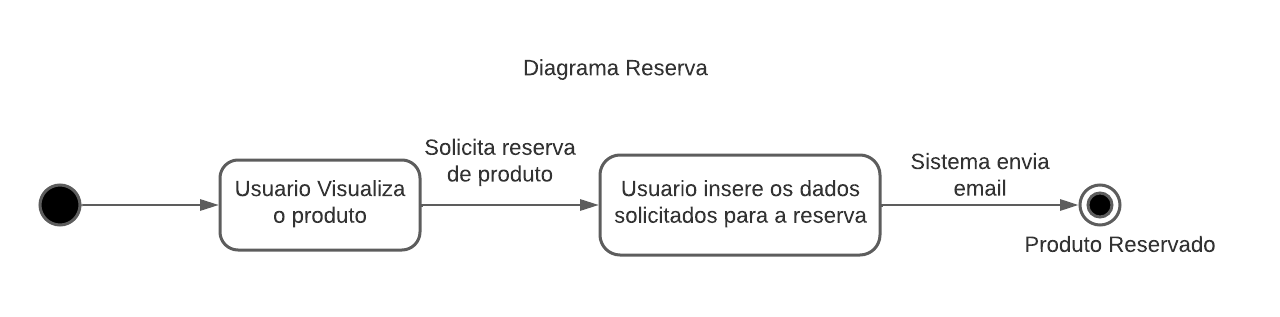 Diagrama Reserva
Usuario Visualiza
o produto
Solicita reserva
de produto
Usuario insere os dados
solicitados para a reserva
Sistema envia
email
Produto Reservado